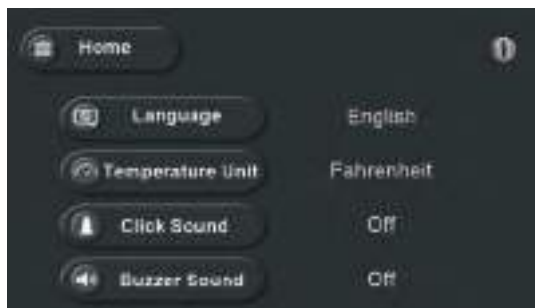 Home
Language English
Temperature Unit Fahrenheit
Click Sound Off
Buzzer Sound Off